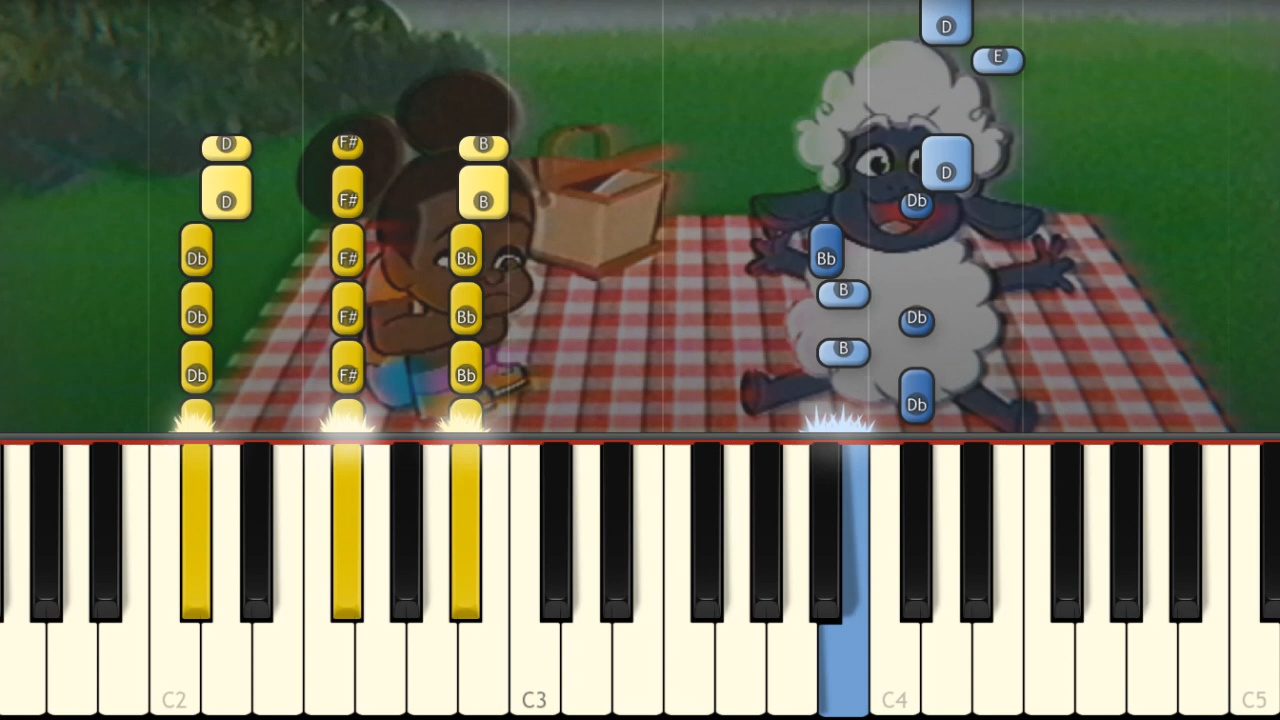 D
E
D F# B
D F# B D
Db
Db F# Bb Bb
B
Db F# Bb Db
B
Db F# Bb
Db
C2 C3 C4 C5